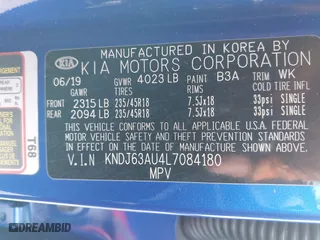 MANUFACTURED IN KOREA BY
KIA KIA MOTORS CORPORATION
06/19 GVWR 4023 LB PAINT B3A TRIM WK
GAWR TIRES RIMS COLD TIRE INFL
FRONT 2315 LB 235/45R18 7.5Jx18 33psi SINGLE
REAR 2094 LB 235/45R18 7.5Jx18 33psi SINGLE
THIS VEHICLE CONFORMS TO ALL APPLICABLE FEDERAL MOTOR
VEHICLE SAFETY, BUMPER, AND THEFT PREVENTION
STANDARDS IN EFFECT ON THE DATE OF
MANUFACTURE SHOWN ABOVE.
V.I.N KNDJ63AU4L7084180
MPV
T68
DREAMBID